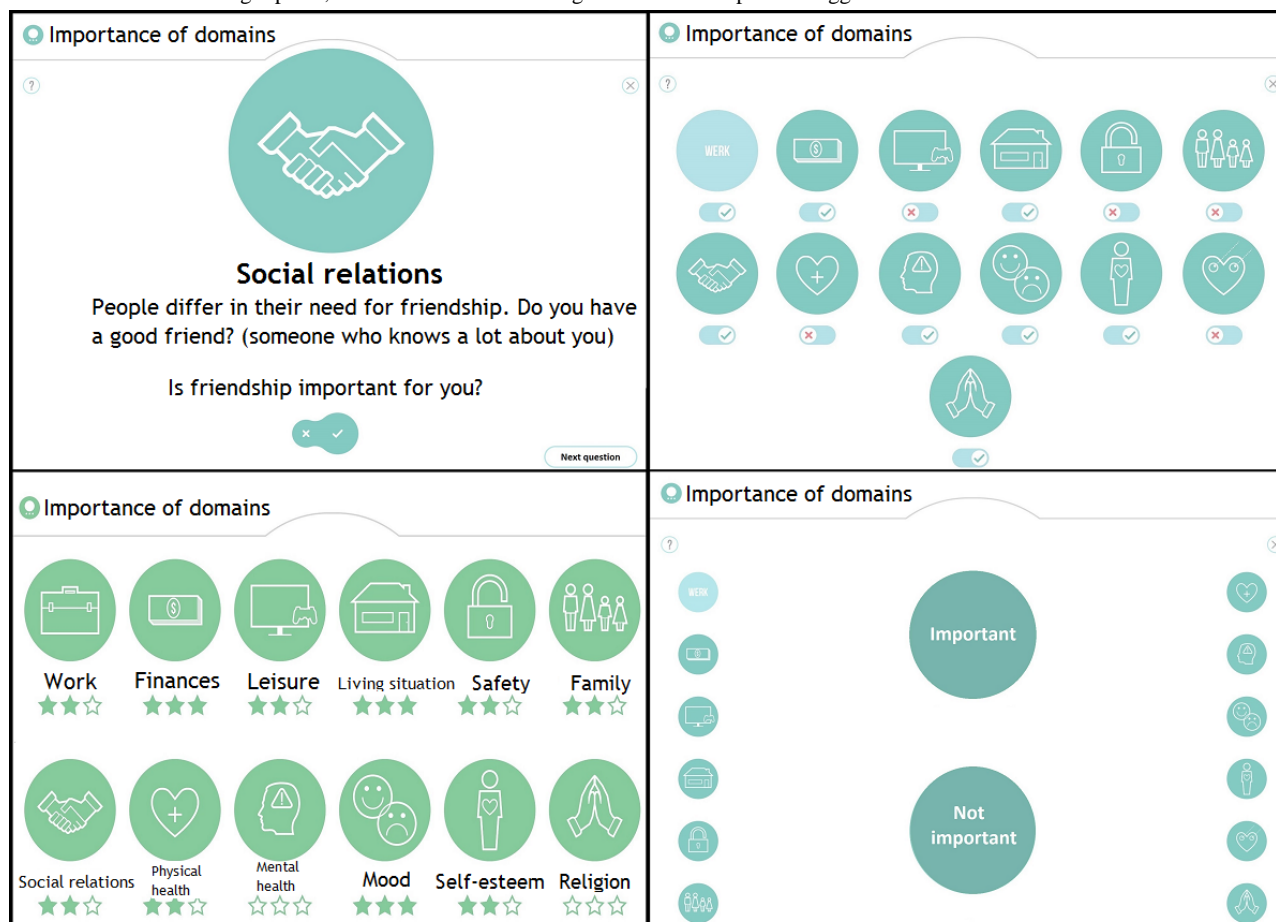 Importance of domains
?
Social relations
People differ in their need for friendship. Do you have
a good friend? (someone who knows a lot about you)
Is friendship important for you?
Next question
Importance of domains
?
WERK
$
Importance of domains
$
Work Finances Leisure Living situation Safety Family
Social relations Physical health Mental health Mood Self-esteem Religion
Importance of domains
?
WERK
Important
Not
important